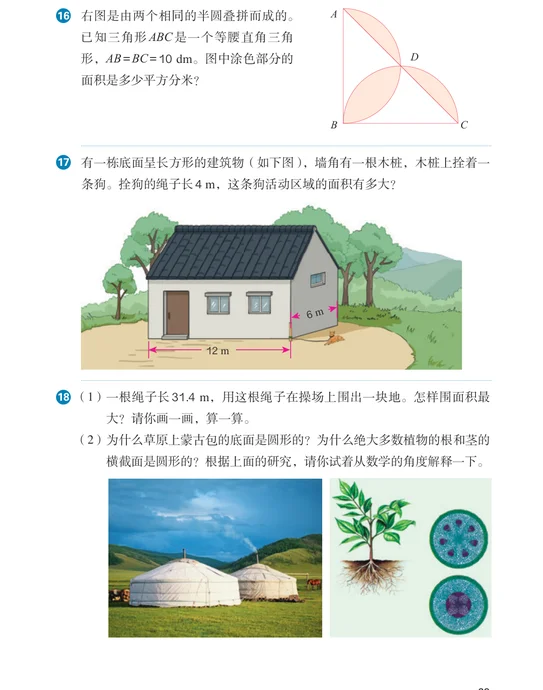 16 右图是由两个相同的半圆叠拼而成的。
已知三角形ABC是一个等腰直角三角
形，AB=BC=10 dm。图中涂色部分的
面积是多少平方分米？
A
D
B
C
17 有一栋底面呈长方形的建筑物（如下图），墙角有一根木桩，木桩上拴着一
条狗。拴狗的绳子长4 m，这条狗活动区域的面积有多大？
6 m
12 m
18 （1）一根绳子长31.4 m，用这根绳子在操场上围出一块地。怎样围面积最
大？请你画一画，算一算。
（2）为什么草原上蒙古包的底面是圆形的？为什么绝大多数植物的根和茎的
横截面是圆形的？根据上面的研究，请你试着从数学的角度解释一下。